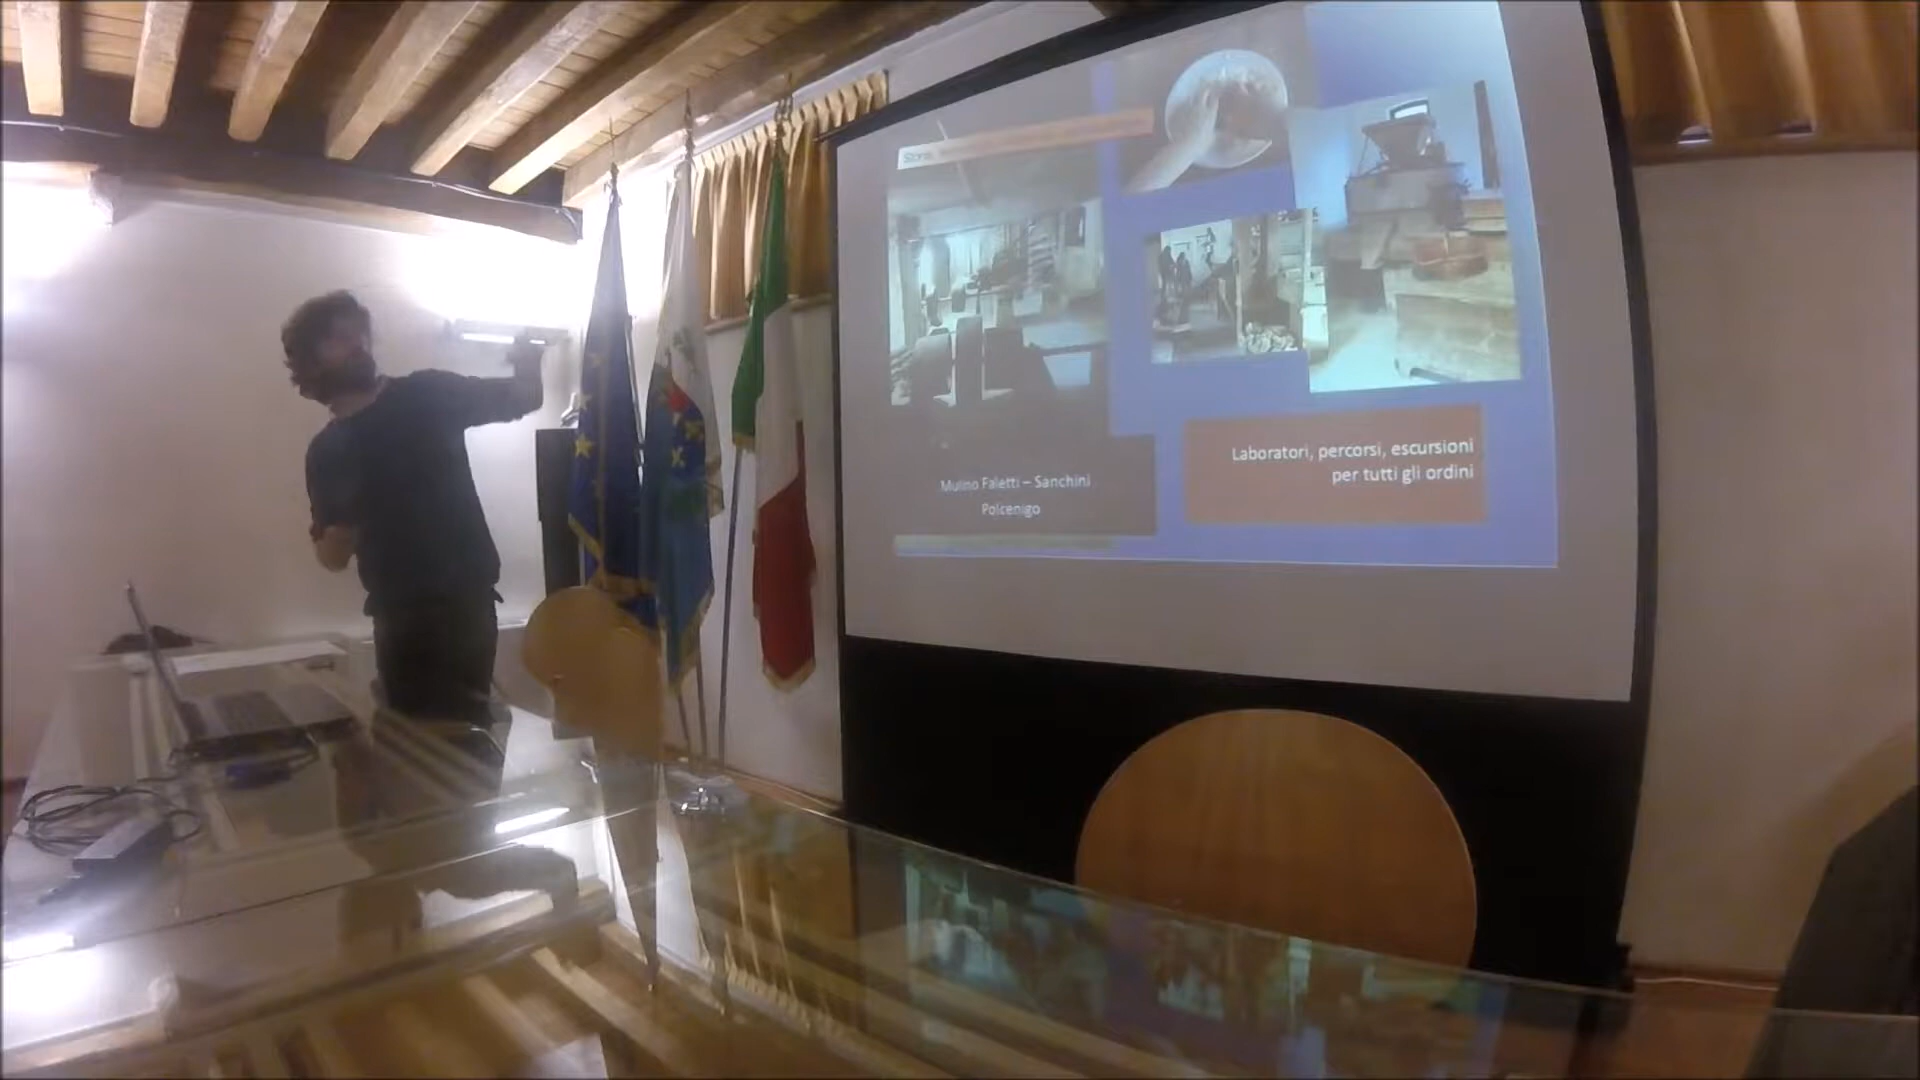 Mulino Faletti – Sanchini
Polcenigo
Laboratori, percorsi, escursioni
per tutti gli ordini